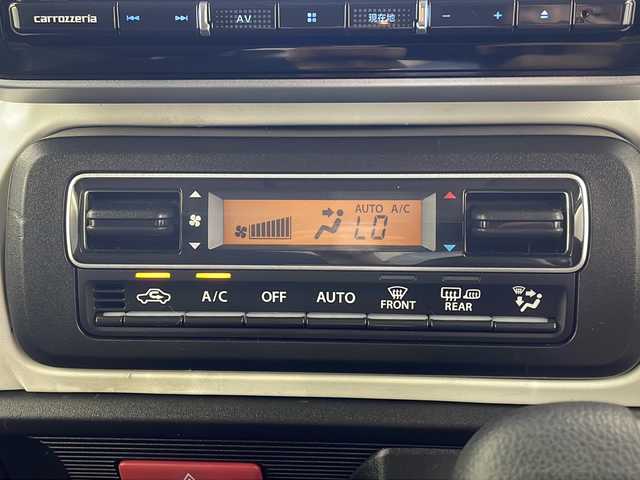 carrozzeria AV 現在地 − +
AUTO A/C
LO
A/C OFF AUTO FRONT REAR